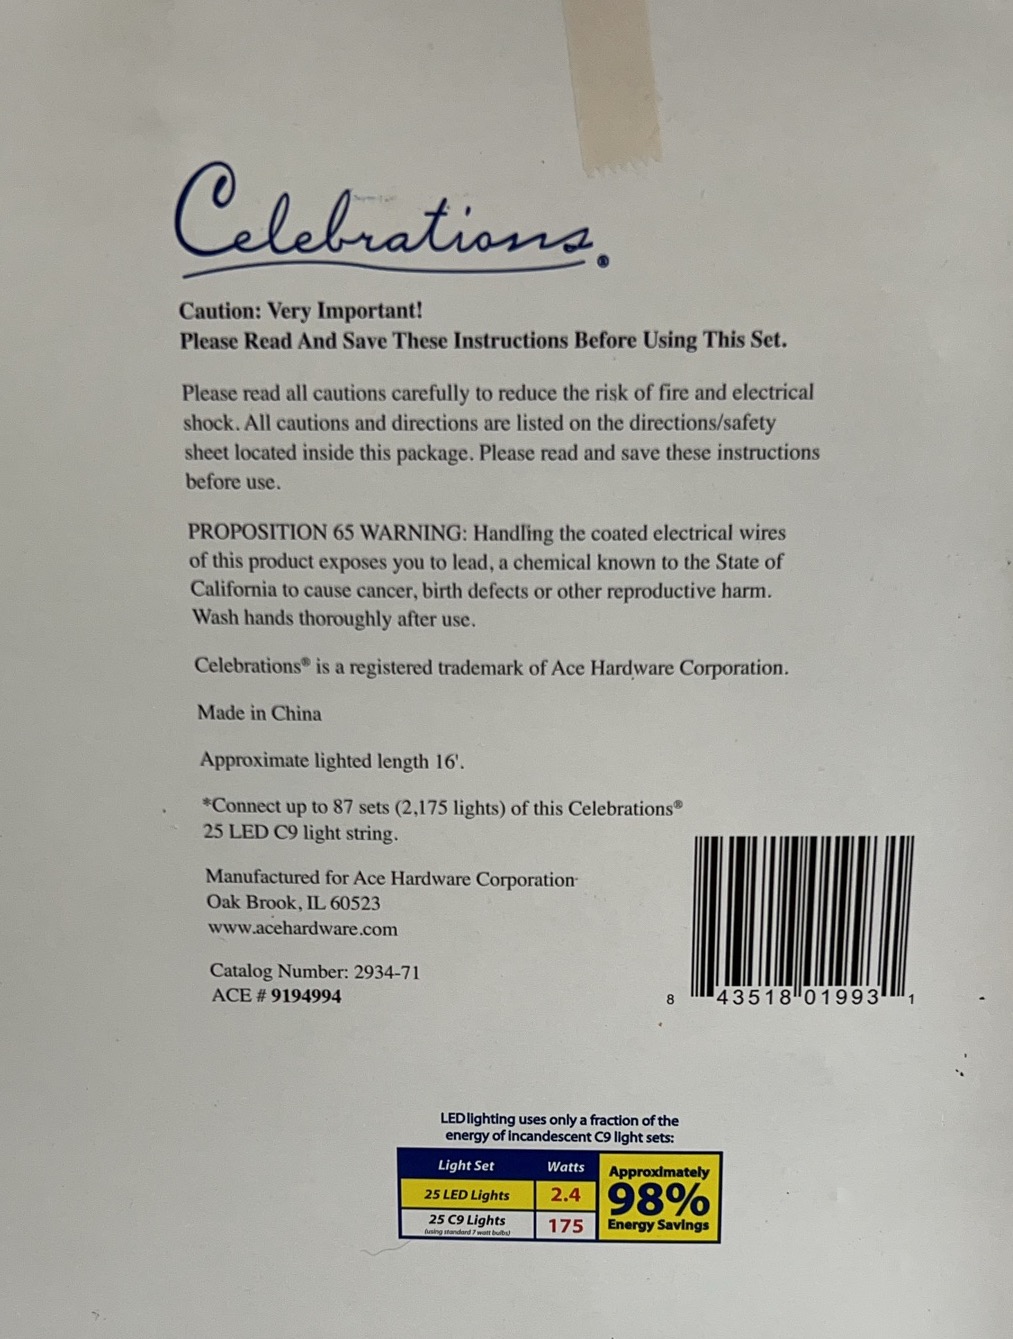 Celebrations®
Caution: Very Important!
Please Read And Save These Instructions Before Using This Set.
Please read all cautions carefully to reduce the risk of fire and electrical
shock. All cautions and directions are listed on the directions/safety
sheet located inside this package. Please read and save these instructions
before use.
PROPOSITION 65 WARNING: Handling the coated electrical wires
of this product exposes you to lead, a chemical known to the State of
California to cause cancer, birth defects or other reproductive harm.
Wash hands thoroughly after use.
Celebrations® is a registered trademark of Ace Hardware Corporation.
Made in China
Approximate lighted length 16'.
*Connect up to 87 sets (2,175 lights) of this Celebrations®
25 LED C9 light string.
Manufactured for Ace Hardware Corporation
Oak Brook, IL 60523
www.acehardware.com
Catalog Number: 2934-71
ACE # 9194994
8 43518 01993 1
LED lighting uses only a fraction of the
energy of incandescent C9 light sets:
Light Set Watts
25 LED Lights 2.4
25 C9 Lights 175
(using standard 7 watt bulbs)
Approximately
98%
Energy Savings